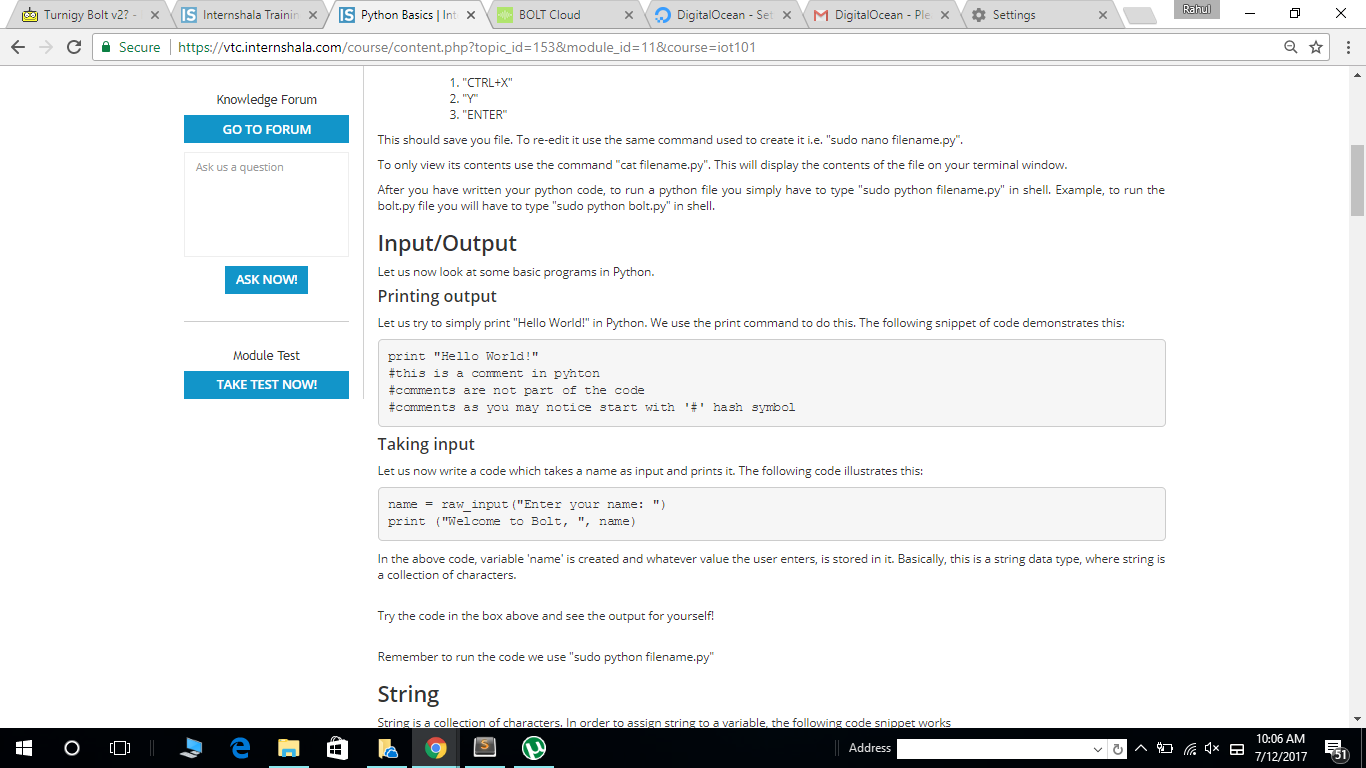 Turnigy Bolt v2? -
Internshala Trainin
Python Basics | Int
BOLT Cloud
DigitalOcean - Set
DigitalOcean - Ple
Settings
Rahul
Secure
https://vtc.internshala.com/course/content.php?topic_id=153&module_id=11&course=iot101
Knowledge Forum
GO TO FORUM
Ask us a question
ASK NOW!
Module Test
TAKE TEST NOW!
1. "CTRL+X"
2. "Y"
3. "ENTER"
This should save you file. To re-edit it use the same command used to create it i.e. "sudo nano filename.py".
To only view its contents use the command "cat filename.py". This will display the contents of the file on your terminal window.
After you have written your python code, to run a python file you simply have to type "sudo python filename.py" in shell. Example, to run the
bolt.py file you will have to type "sudo python bolt.py" in shell.
Input/Output
Let us now look at some basic programs in Python.
Printing output
Let us try to simply print "Hello World!" in Python. We use the print command to do this. The following snippet of code demonstrates this:
print "Hello World!"
#this is a comment in pyhton
#comments are not part of the code
#comments as you may notice start with '#' hash symbol
Taking input
Let us now write a code which takes a name as input and prints it. The following code illustrates this:
name = raw_input("Enter your name: ")
print ("Welcome to Bolt, ", name)
In the above code, variable 'name' is created and whatever value the user enters, is stored in it. Basically, this is a string data type, where string is
a collection of characters.
Try the code in the box above and see the output for yourself!
Remember to run the code we use "sudo python filename.py"
String
String is a collection of characters. In order to assign string to a variable, the following code snippet works
Address
10:06 AM
7/12/2017
51